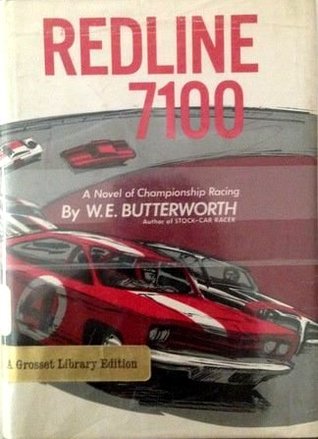 REDLINE
7100
A Novel of Championship Racing
By W.E. BUTTERWORTH
Author of STOCK-CAR RACER
A Grosset Library Edition